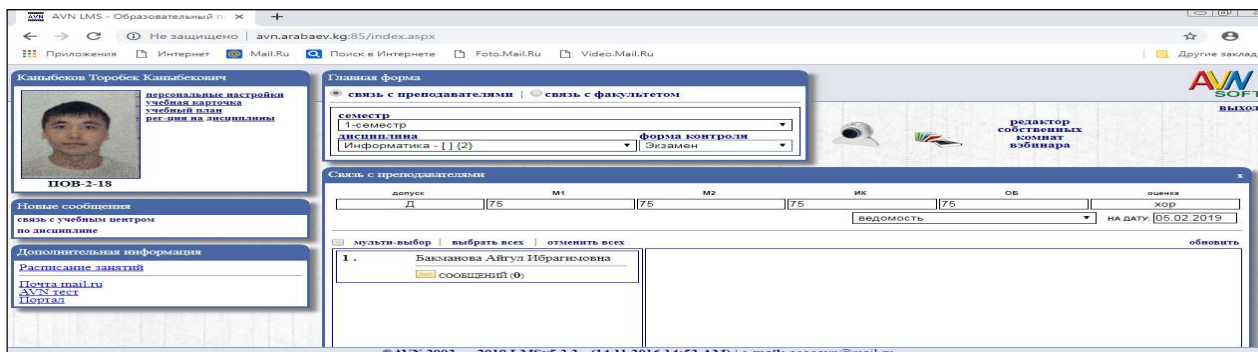 AVN LMS - Образовательный п
Не защищено | avn.arabaev.kg:85/index.aspx
Приложения Интернет Mail.Ru Поиск в Интернете Foto.Mail.Ru Video.Mail.Ru Другие заклад
Каныбеков Торобек Каныбекович
персональные настройки
учебная карточка
учебный план
рег-ция на дисциплины
ПОВ-2-18
Новые сообщения
связь с учебным центром
по дисциплине
Дополнительная информация
Расписание занятий
Почта mail.ru
AVN тест
Портал
Главная форма
связь с преподавателями | связь с факультетом
семестр
1-семестр
дисциплина форма контроля
Информатика - [ ] (2) Экзамен
редактор
собственных
комнат
вэбинара
AVN
SOFT
выход
Связь с преподавателями x
допуск М1 М2 ИК ОБ оценка
Д 75 75 75 75 хор
ведомость НА ДАТУ: 05.02.2019
мульти-выбор | выбрать всех | отменить всех обновить
1 . Бакманова Айгул Ибрагимовна
СООБЩЕНИЙ (0)